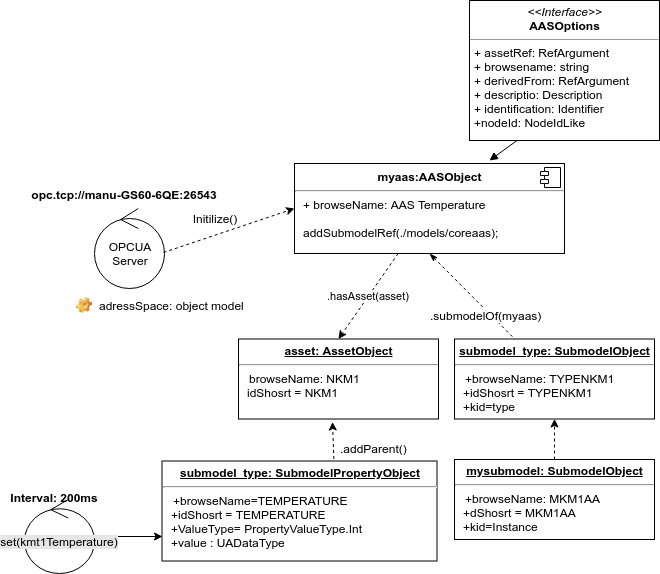 <<Interface>>
AASOptions
+ assetRef: RefArgument
+ browsename: string
+ derivedFrom: RefArgument
+ descriptio: Description
+ identification: Identifier
+nodeId: NodeIdLike
myaas:AASObject
+ browseName: AAS Temperature
addSubmodelRef(./models/coreaas);
opc.tcp://manu-GS60-6QE:26543
Initilize()
OPCUA
Server
adressSpace: object model
.hasAsset(asset)
.submodelOf(myaas)
asset: AssetObject
browseName: NKM1
idShosrt = NKM1
submodel_type: SubmodelObject
+browseName: TYPENKM1
+idShosrt = TYPENKM1
+kid=type
.addParent()
submodel_type: SubmodelPropertyObject
+browseName=TEMPERATURE
+idShosrt = TEMPERATURE
+ValueType= PropertyValueType.Int
+value : UADataType
mysubmodel: SubmodelObject
+browseName: MKM1AA
+dShosrt = MKM1AA
+kid=Instance
Interval: 200ms
set(kmt1Temperature)